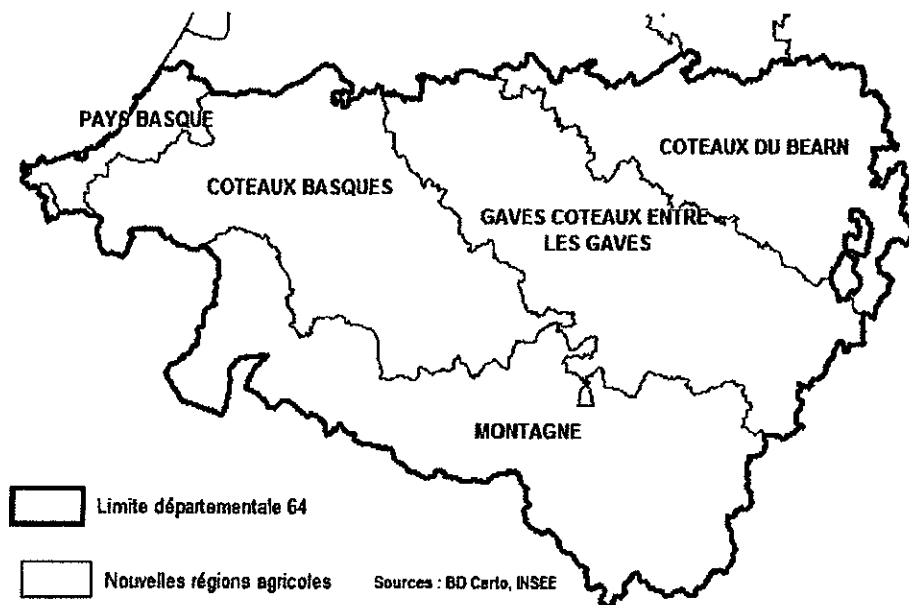 PAYS BASQUE
COTEAUX DU BEARN
COTEAUX BASQUES
GAVES COTEAUX ENTRE
LES GAVES
MONTAGNE
Limite départementale 64
Nouvelles régions agricoles
Sources : BD Carto, INSEE